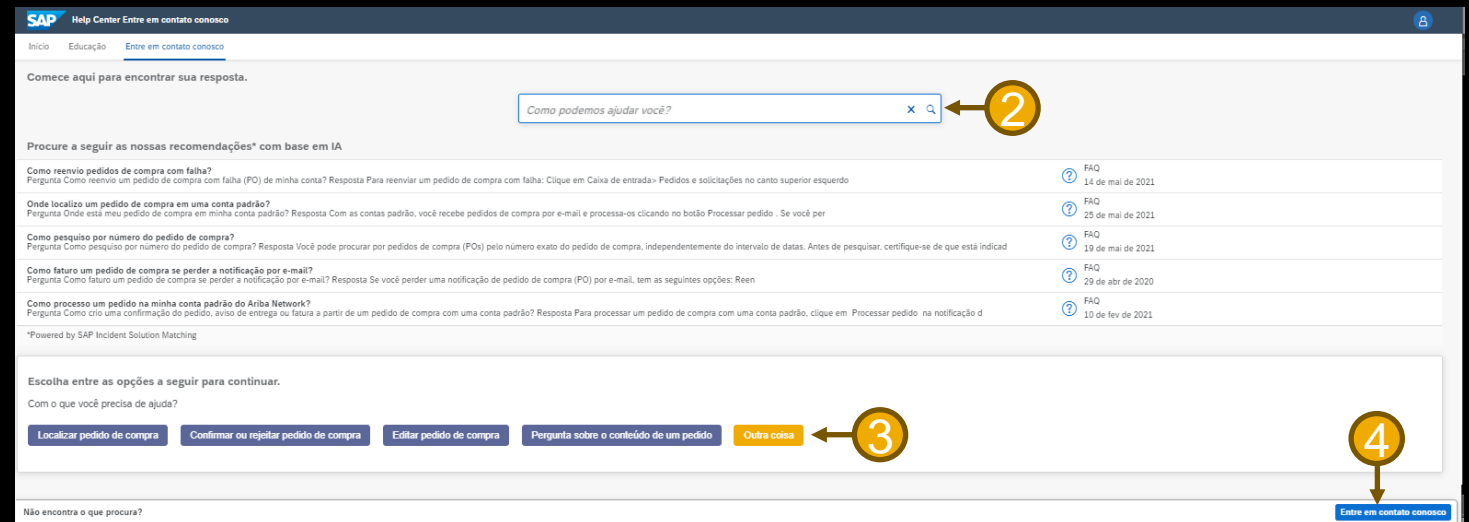 SAP Help Center Entre em contato conosco
Início Educação Entre em contato conosco
Comece aqui para encontrar sua resposta.
Como podemos ajudar você?
2
Procure a seguir as nossas recomendações* com base em IA
Como reenvio pedidos de compra com falha?
Pergunta Como reenvio um pedido de compra com falha (PO) de minha conta? Resposta Para reenviar um pedido de compra com falha: Clique em Caixa de entrada> Pedidos e solicitações no canto superior esquerdo
FAQ
14 de mai de 2021
Onde localizo um pedido de compra em uma conta padrão?
Pergunta Onde está meu pedido de compra em minha conta padrão? Resposta Com as contas padrão, você recebe pedidos de compra por e-mail e processa-os clicando no botão Processar pedido . Se você per
FAQ
25 de mai de 2021
Como pesquiso por número do pedido de compra?
Pergunta Como pesquiso por número do pedido de compra? Resposta Você pode procurar por pedidos de compra (POs) pelo número exato do pedido de compra, independentemente do intervalo de datas. Antes de pesquisar, certifique-se de que está indicad
FAQ
19 de mai de 2021
Como faturo um pedido de compra se perder a notificação por e-mail?
Pergunta Como faturo um pedido de compra se perder a notificação por e-mail? Resposta Se você perder uma notificação de pedido de compra (PO) por e-mail, tem as seguintes opções: Reen
FAQ
29 de abr de 2020
Como processo um pedido na minha conta padrão do Ariba Network?
Pergunta Como crio uma confirmação do pedido, aviso de entrega ou fatura a partir de um pedido de compra com uma conta padrão? Resposta Para processar um pedido de compra com uma conta padrão, clique em Processar pedido na notificação d
FAQ
10 de fev de 2021
*Powered by SAP Incident Solution Matching
Escolha entre as opções a seguir para continuar.
Com o que você precisa de ajuda?
Localizar pedido de compra Confirmar ou rejeitar pedido de compra Editar pedido de compra Pergunta sobre o conteúdo de um pedido Outra coisa
3
4
Não encontra o que procura? Entre em contato conosco